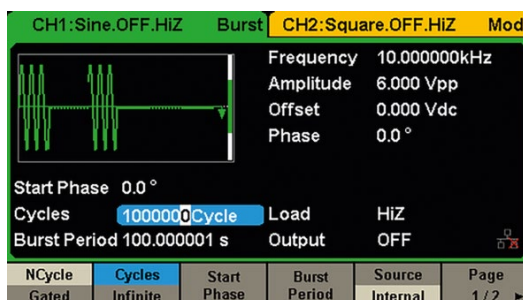 CH1:Sine.OFF.HiZ Burst CH2:Square.OFF.HiZ Mod
Frequency 10.000000kHz
Amplitude 6.000 Vpp
Offset 0.000 Vdc
Phase 0.0 °
Start Phase 0.0 °
Cycles 1000000Cycle Load HiZ
Burst Period 100.000001 s Output OFF
NCycle Cycles Start Burst Source Page
Gated Infinite Phase Period Internal 1/2